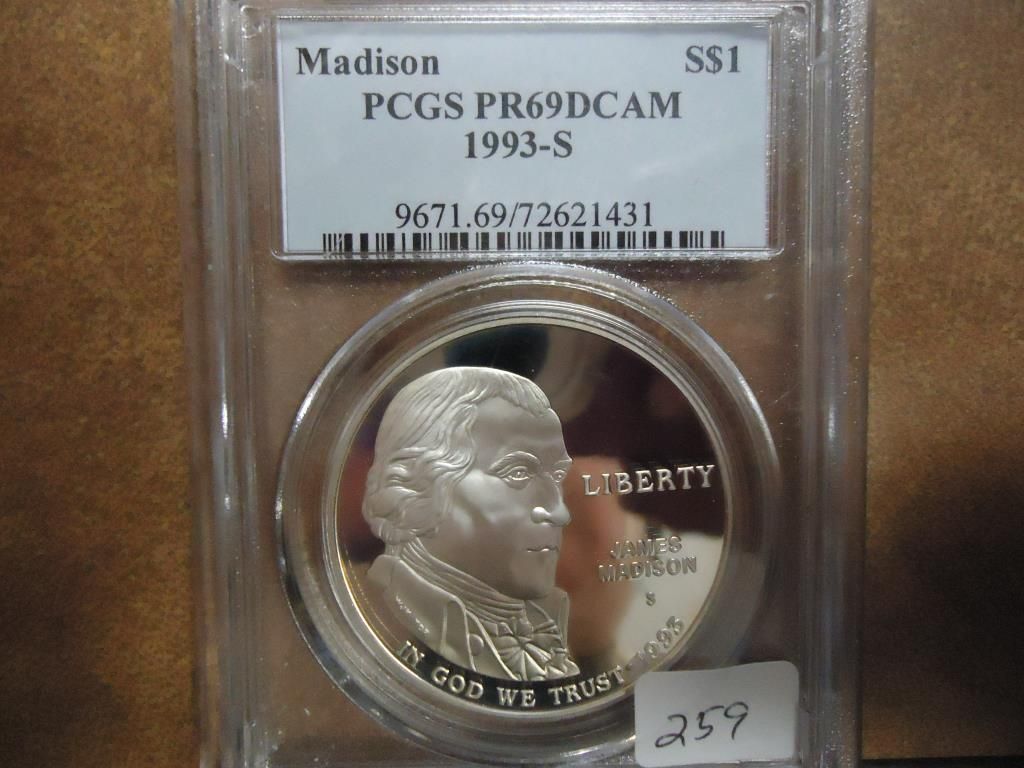 Madison S$1
PCGS PR69DCAM
1993-S
9671.69/72621431
LIBERTY
JAMES
MADISON
S
IN GOD WE TRUST · 1993
259